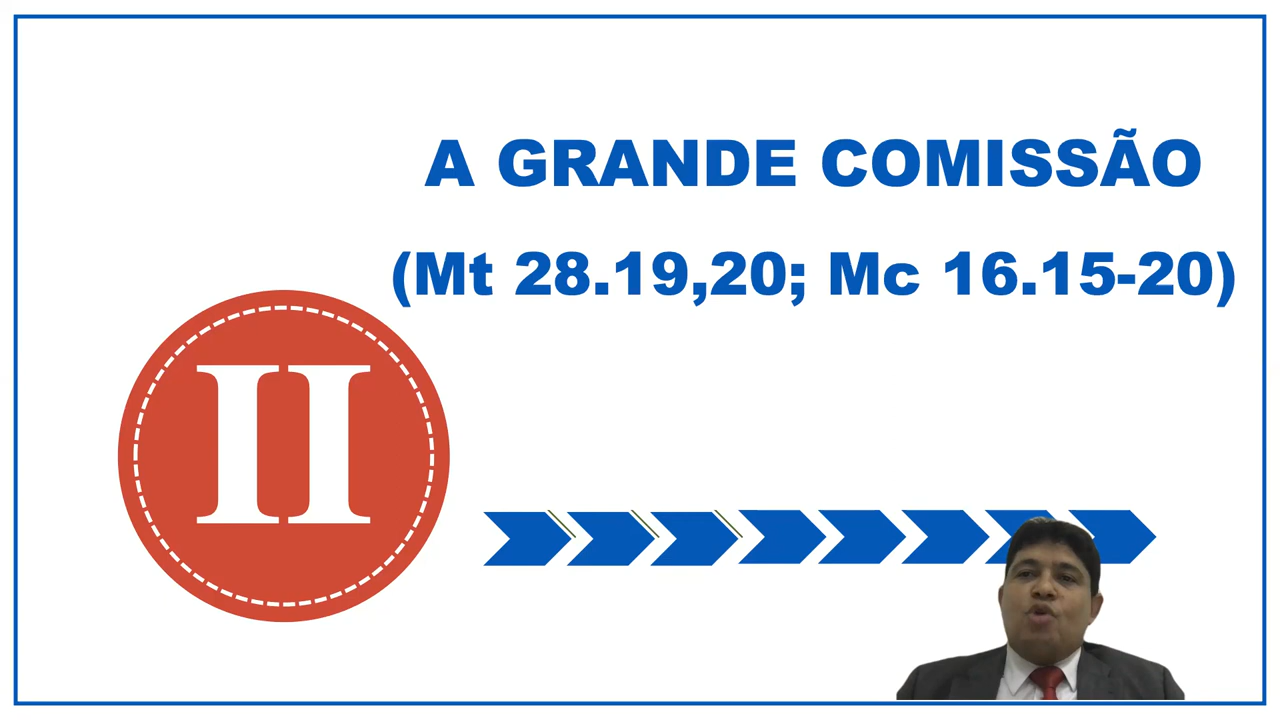 A GRANDE COMISSÃO
(Mt 28.19,20; Mc 16.15-20)
II